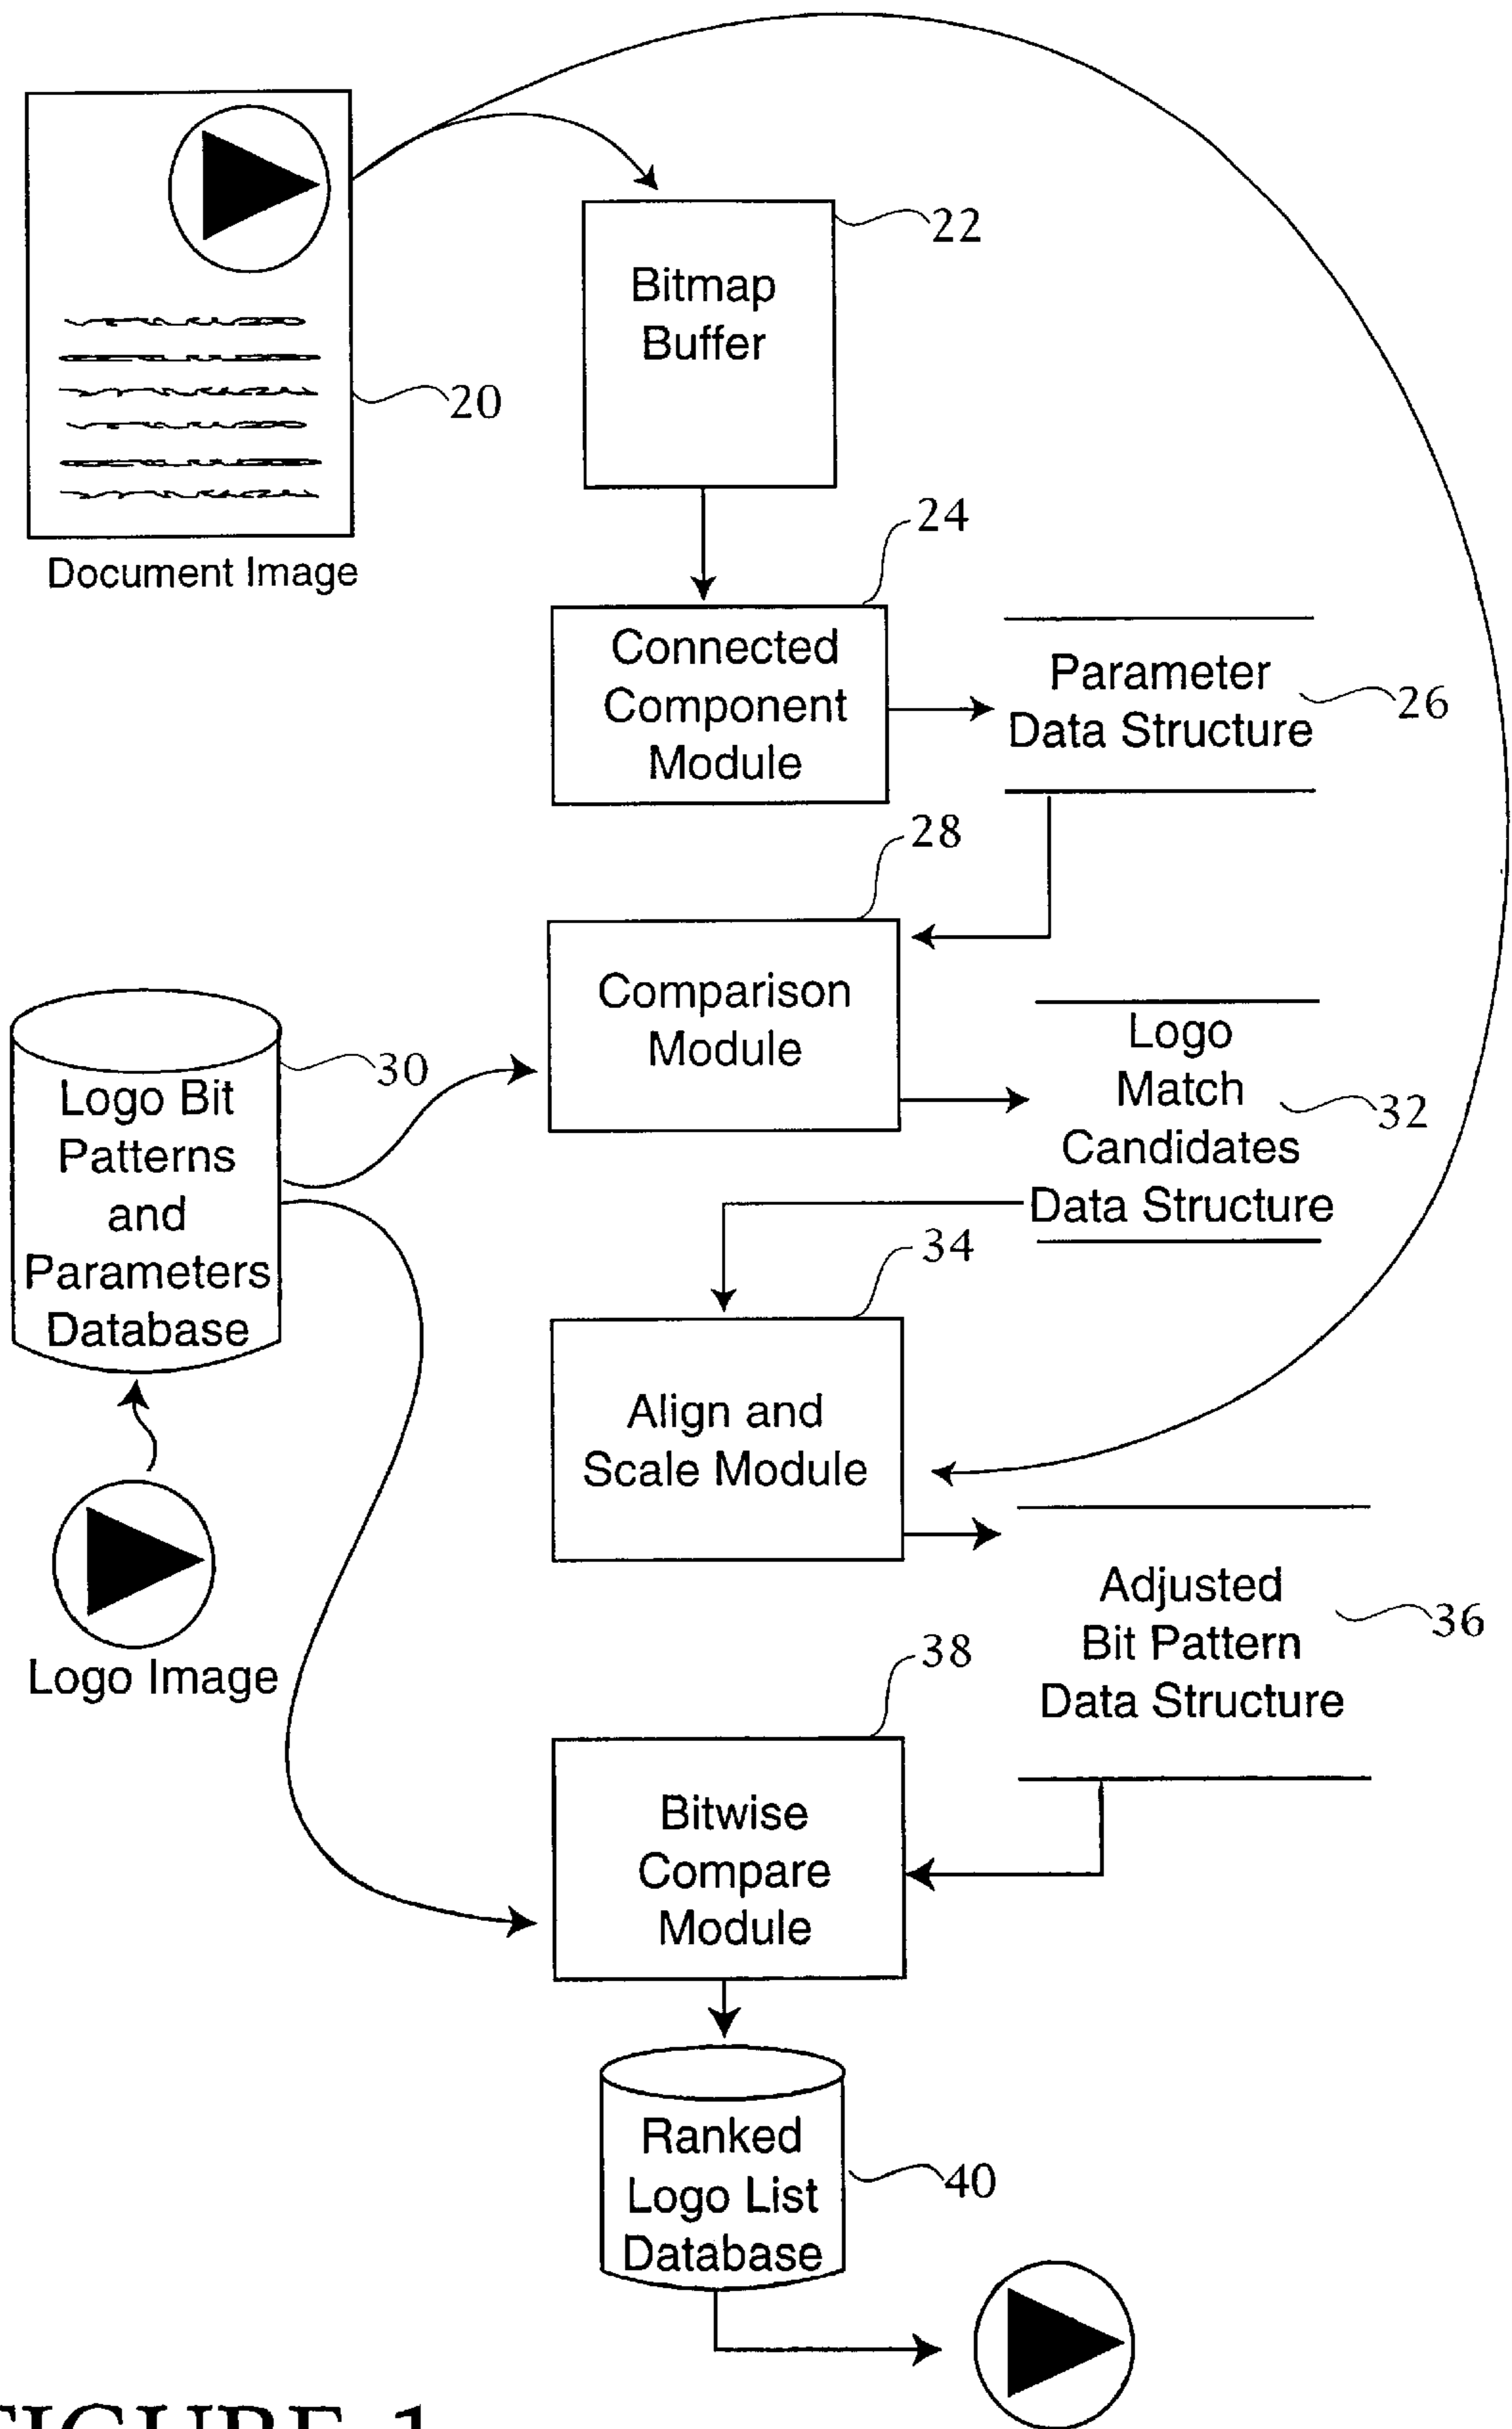 22
Bitmap
Buffer
20
Document Image
24
Connected
Component
Module
Parameter
Data Structure
26
28
Comparison
Module
30
Logo Bit
Patterns
and
Parameters
Database
Logo
Match
Candidates
Data Structure
32
34
Align and
Scale Module
Logo Image
Adjusted
Bit Pattern
Data Structure
36
38
Bitwise
Compare
Module
Ranked
Logo List
Database
40
FIGURE 1